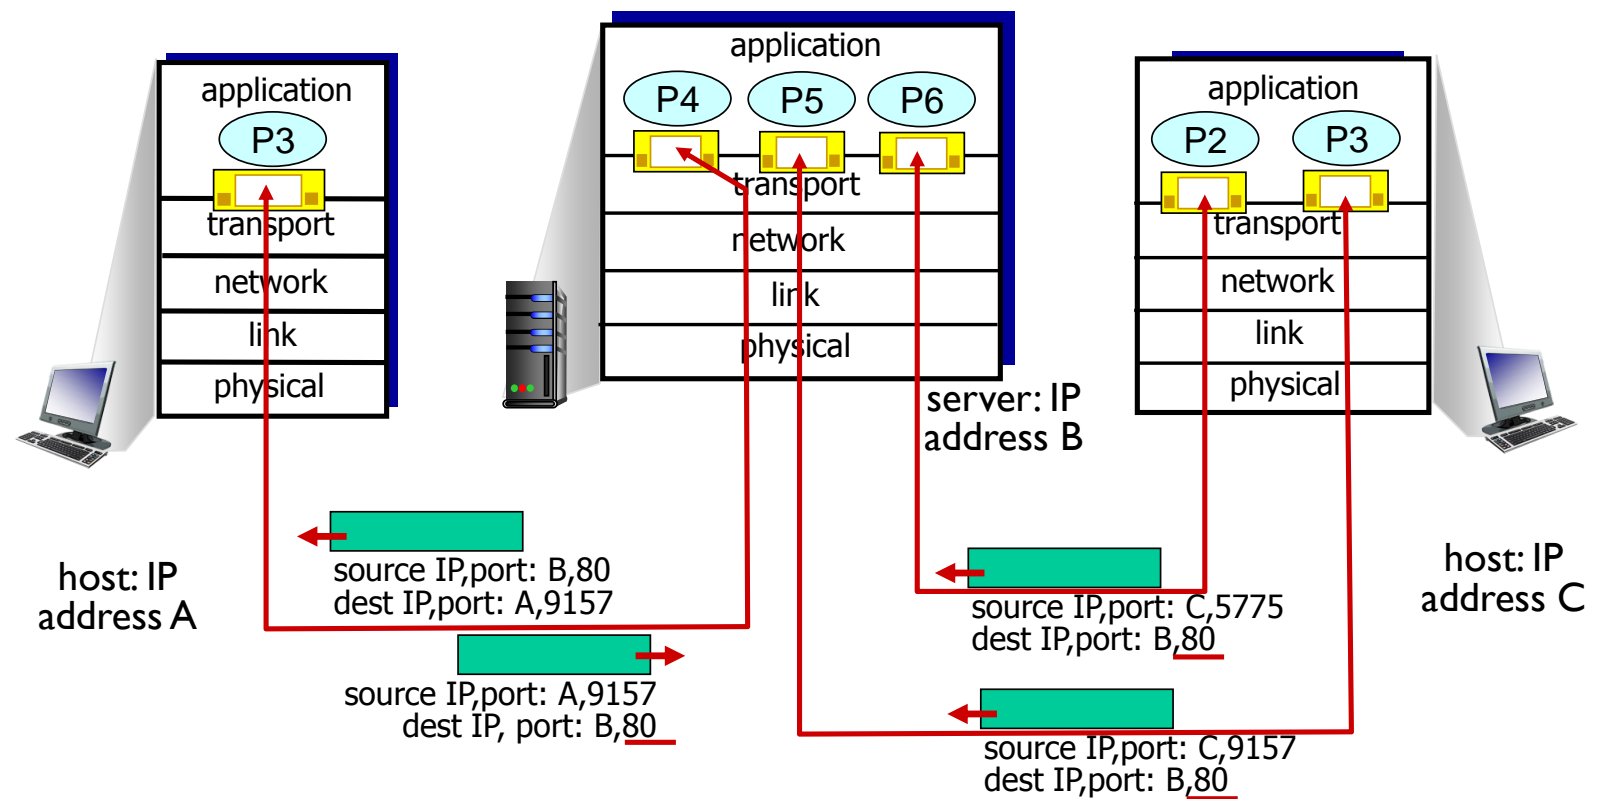 application
P3
transport
network
link
physical
host: IP
address A
application
P4 P5 P6
transport
network
link
physical
server: IP
address B
application
P2 P3
transport
network
link
physical
host: IP
address C
source IP,port: B,80
dest IP,port: A,9157
source IP,port: A,9157
dest IP, port: B,80
source IP,port: C,5775
dest IP,port: B,80
source IP,port: C,9157
dest IP,port: B,80